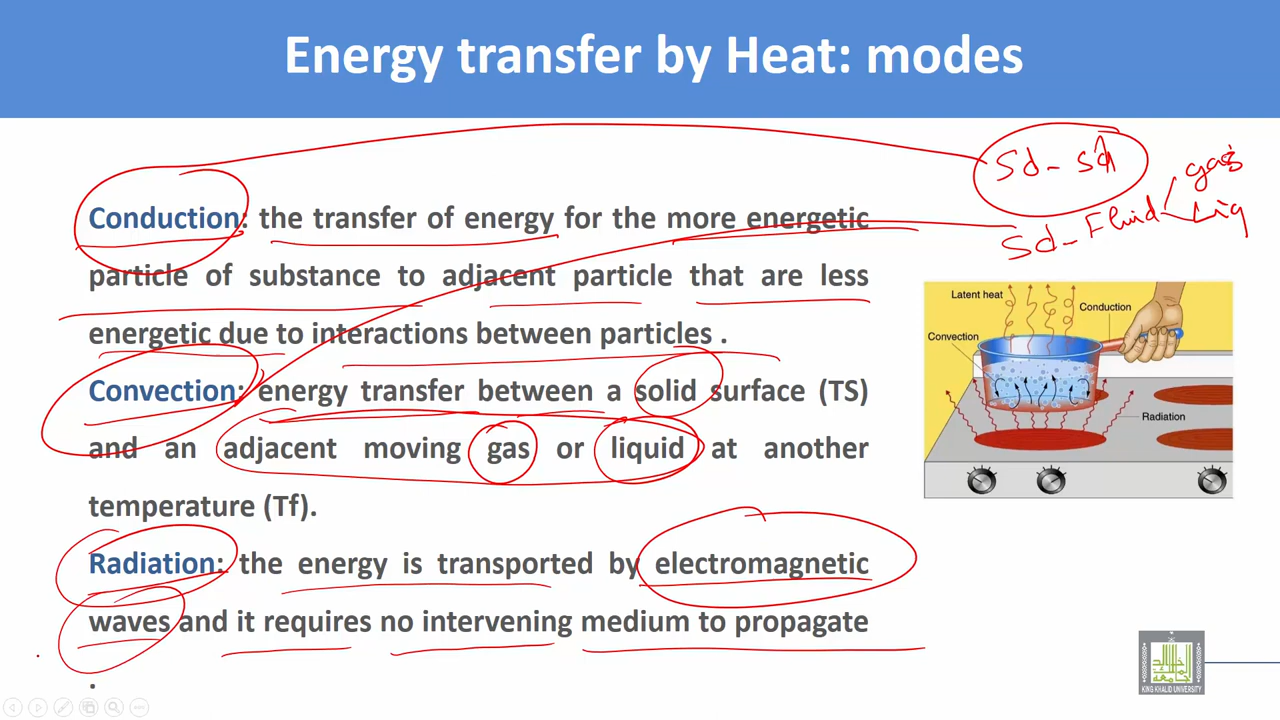 Energy transfer by Heat: modes
Sd - Sd
gas
Sd - Fluid
Liq
Conduction: the transfer of energy for the more energetic
particle of substance to adjacent particle that are less
energetic due to interactions between particles .
Convection: energy transfer between a solid surface (TS)
and an adjacent moving gas or liquid at another
temperature (Tf).
Radiation: the energy is transported by electromagnetic
waves and it requires no intervening medium to propagate
.
Latent heat
Conduction
Convection
Radiation
KING KHALID UNIVERSITY